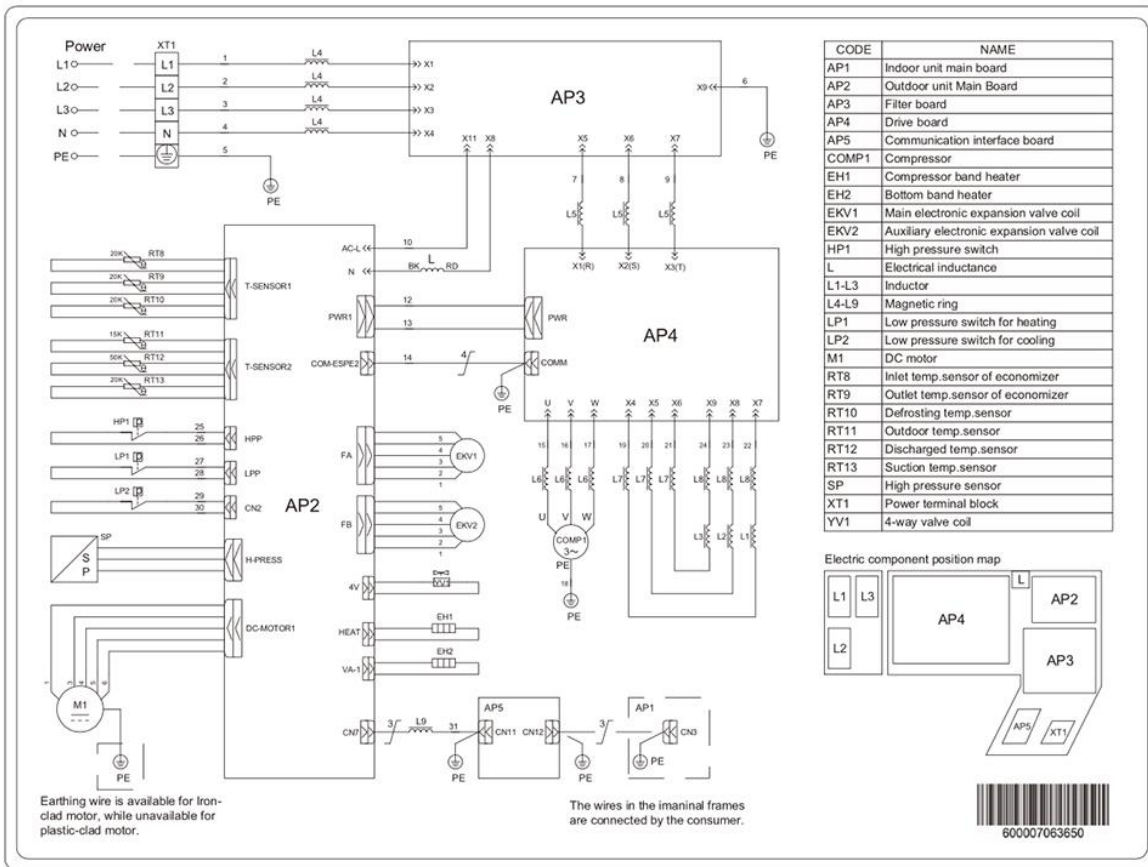 Power
XT1
L1 L1 1 L4 X1
L2 L2 2 L4 X2
L3 L3 3 L4 X3
N N 4 L4 X4
PE 5
PE
AP3
X9 6
PE
X11 X8 X5 X6 X7
7 8 9
L5 L5 L5
X1(R) X2(S) X3(T)
AC-L 10
N BK L RD
20K RT8
20K RT9
20K RT10
T-SENSOR1
15K RT11
50K RT12
20K RT13
T-SENSOR2
PWR1 12 PWR
13
COM-ESPE2 14 4 COMM
PE
AP4
U V W X4 X5 X6 X9 X8 X7
15 16 17 19 20 21 24 23 22
L6 L6 L6 L7 L7 L7 L8 L8 L8
U V W
L3 L2 L1
COMP1
3~
PE
18
PE
HP1 P 25
26 HPP
LP1 P 27
28 LPP
LP2 P 29
30 CN2
AP2
SP
S
P
H-PRESS
DC-MOTOR1
1 3 4 5 6
M1
PE
FA 5
4
3
2
1
EKV1
FB 5
4
3
2
1
EKV2
4V YV1
HEAT EH1
VA-1 EH2
CN7 3 L9 31
AP5
CN11 CN12
PE PE
3
AP1
CN3
PE
Earthing wire is available for Iron-
clad motor, while unavailable for
plastic-clad motor.
The wires in the imaninal frames
are connected by the consumer.
CODE NAME
AP1 Indoor unit main board
AP2 Outdoor unit Main Board
AP3 Filter board
AP4 Drive board
AP5 Communication interface board
COMP1 Compressor
EH1 Compressor band heater
EH2 Bottom band heater
EKV1 Main electronic expansion valve coil
EKV2 Auxiliary electronic expansion valve coil
HP1 High pressure switch
L Electrical inductance
L1-L3 Inductor
L4-L9 Magnetic ring
LP1 Low pressure switch for heating
LP2 Low pressure switch for cooling
M1 DC motor
RT8 Inlet temp.sensor of economizer
RT9 Outlet temp.sensor of economizer
RT10 Defrosting temp.sensor
RT11 Outdoor temp.sensor
RT12 Discharged temp.sensor
RT13 Suction temp.sensor
SP High pressure sensor
XT1 Power terminal block
YV1 4-way valve coil
Electric component position map
L1 L3
L2
AP4
L
AP2
AP3
AP5 XT1
600007063650